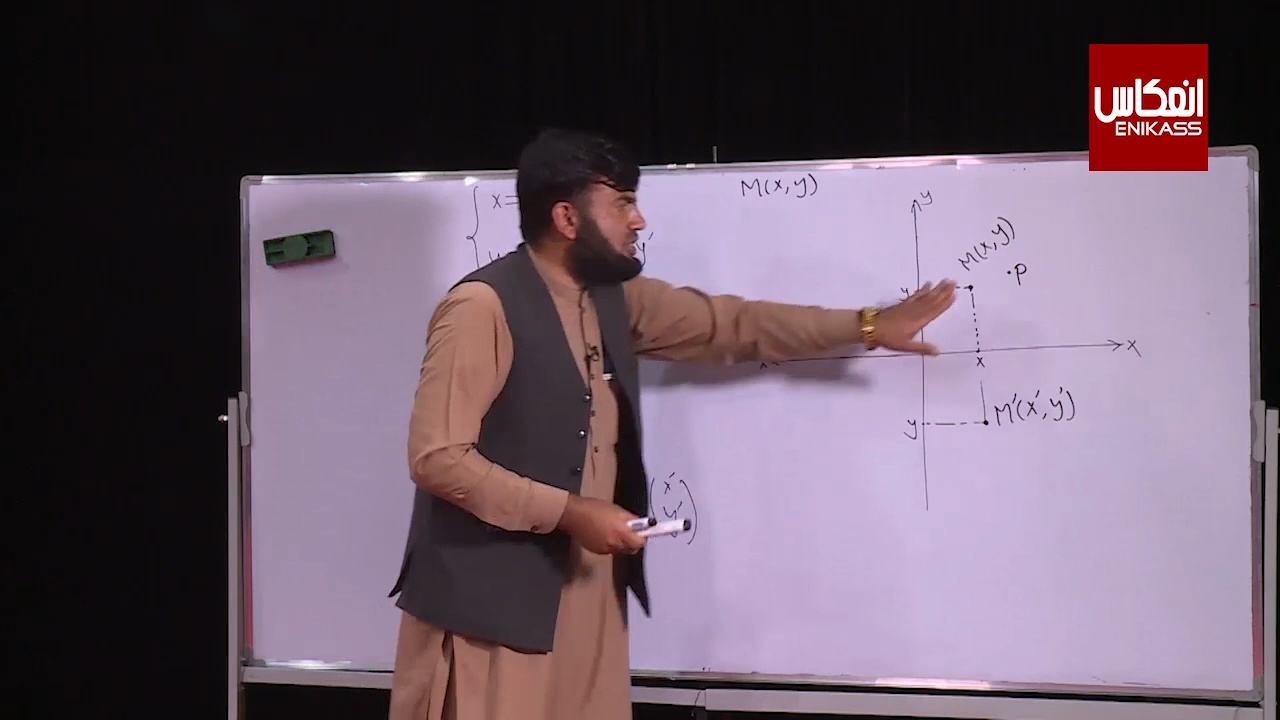 انعکاس
ENIKASS
M(x,y)
x=
y′
y
M(x,y)
.P
y
x
x
M′(x′,y′)
y
x′
y′